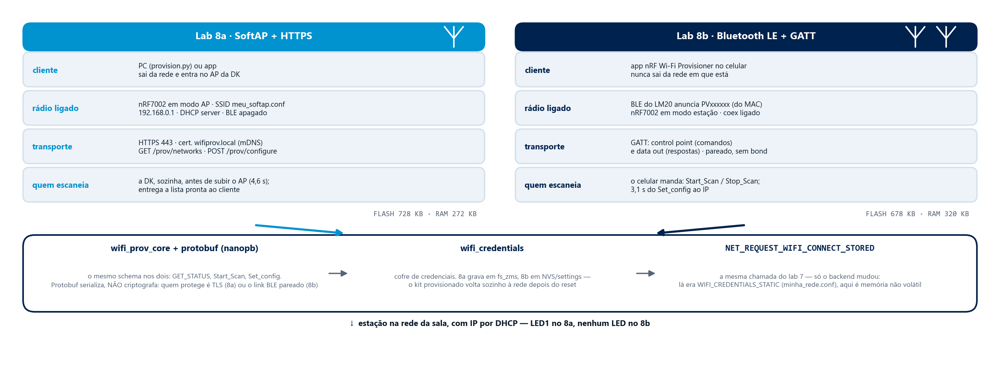 Lab 8a · SoftAP + HTTPS
cliente
PC (provision.py) ou app
sai da rede e entra no AP da DK
rádio ligado
nRF7002 em modo AP · SSID meu_softap.conf
192.168.0.1 · DHCP server · BLE apagado
transporte
HTTPS 443 · cert. wifiprov.local (mDNS)
GET /prov/networks · POST /prov/configure
quem escaneia
a DK, sozinha, antes de subir o AP (4,6 s);
entrega a lista pronta ao cliente
FLASH 728 KB · RAM 272 KB
Lab 8b · Bluetooth LE + GATT
cliente
app nRF Wi-Fi Provisioner no celular
nunca sai da rede em que está
rádio ligado
BLE do LM20 anuncia PVxxxxxx (do MAC)
nRF7002 em modo estação · coex ligado
transporte
GATT: control point (comandos)
e data out (respostas) · pareado, sem bond
quem escaneia
o celular manda: Start_Scan / Stop_Scan;
3,1 s do Set_config ao IP
FLASH 678 KB · RAM 320 KB
wifi_prov_core + protobuf (nanopb)
o mesmo schema nos dois: GET_STATUS, Start_Scan, Set_config.
Protobuf serializa, NÃO criptografa: quem protege é TLS (8a) ou o link BLE pareado (8b)
wifi_credentials
cofre de credenciais. 8a grava em fs_zms, 8b em NVS/settings —
o kit provisionado volta sozinho à rede depois do reset
NET_REQUEST_WIFI_CONNECT_STORED
a mesma chamada do lab 7 — só o backend mudou:
lá era WIFI_CREDENTIALS_STATIC (minha_rede.conf), aqui é memória não volátil
↓ estação na rede da sala, com IP por DHCP — LED1 no 8a, nenhum LED no 8b